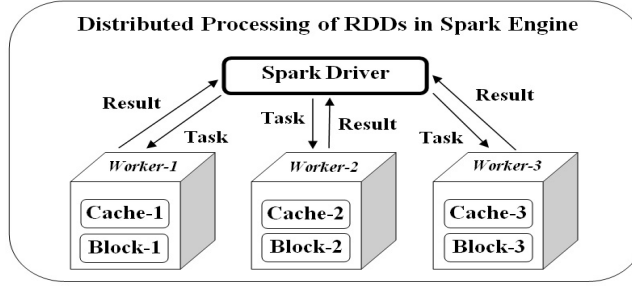 Distributed Processing of RDDs in Spark Engine
Spark Driver
Result
Task
Task
Result
Task
Result
Worker-1
Worker-2
Worker-3
Cache-1
Cache-2
Cache-3
Block-1
Block-2
Block-3